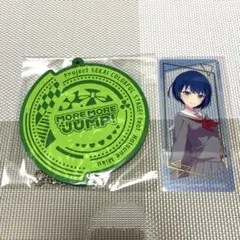 Project SEKAI COLORFUL STAGE! feat. Hatsune Miku
MORE MORE
JUMP!